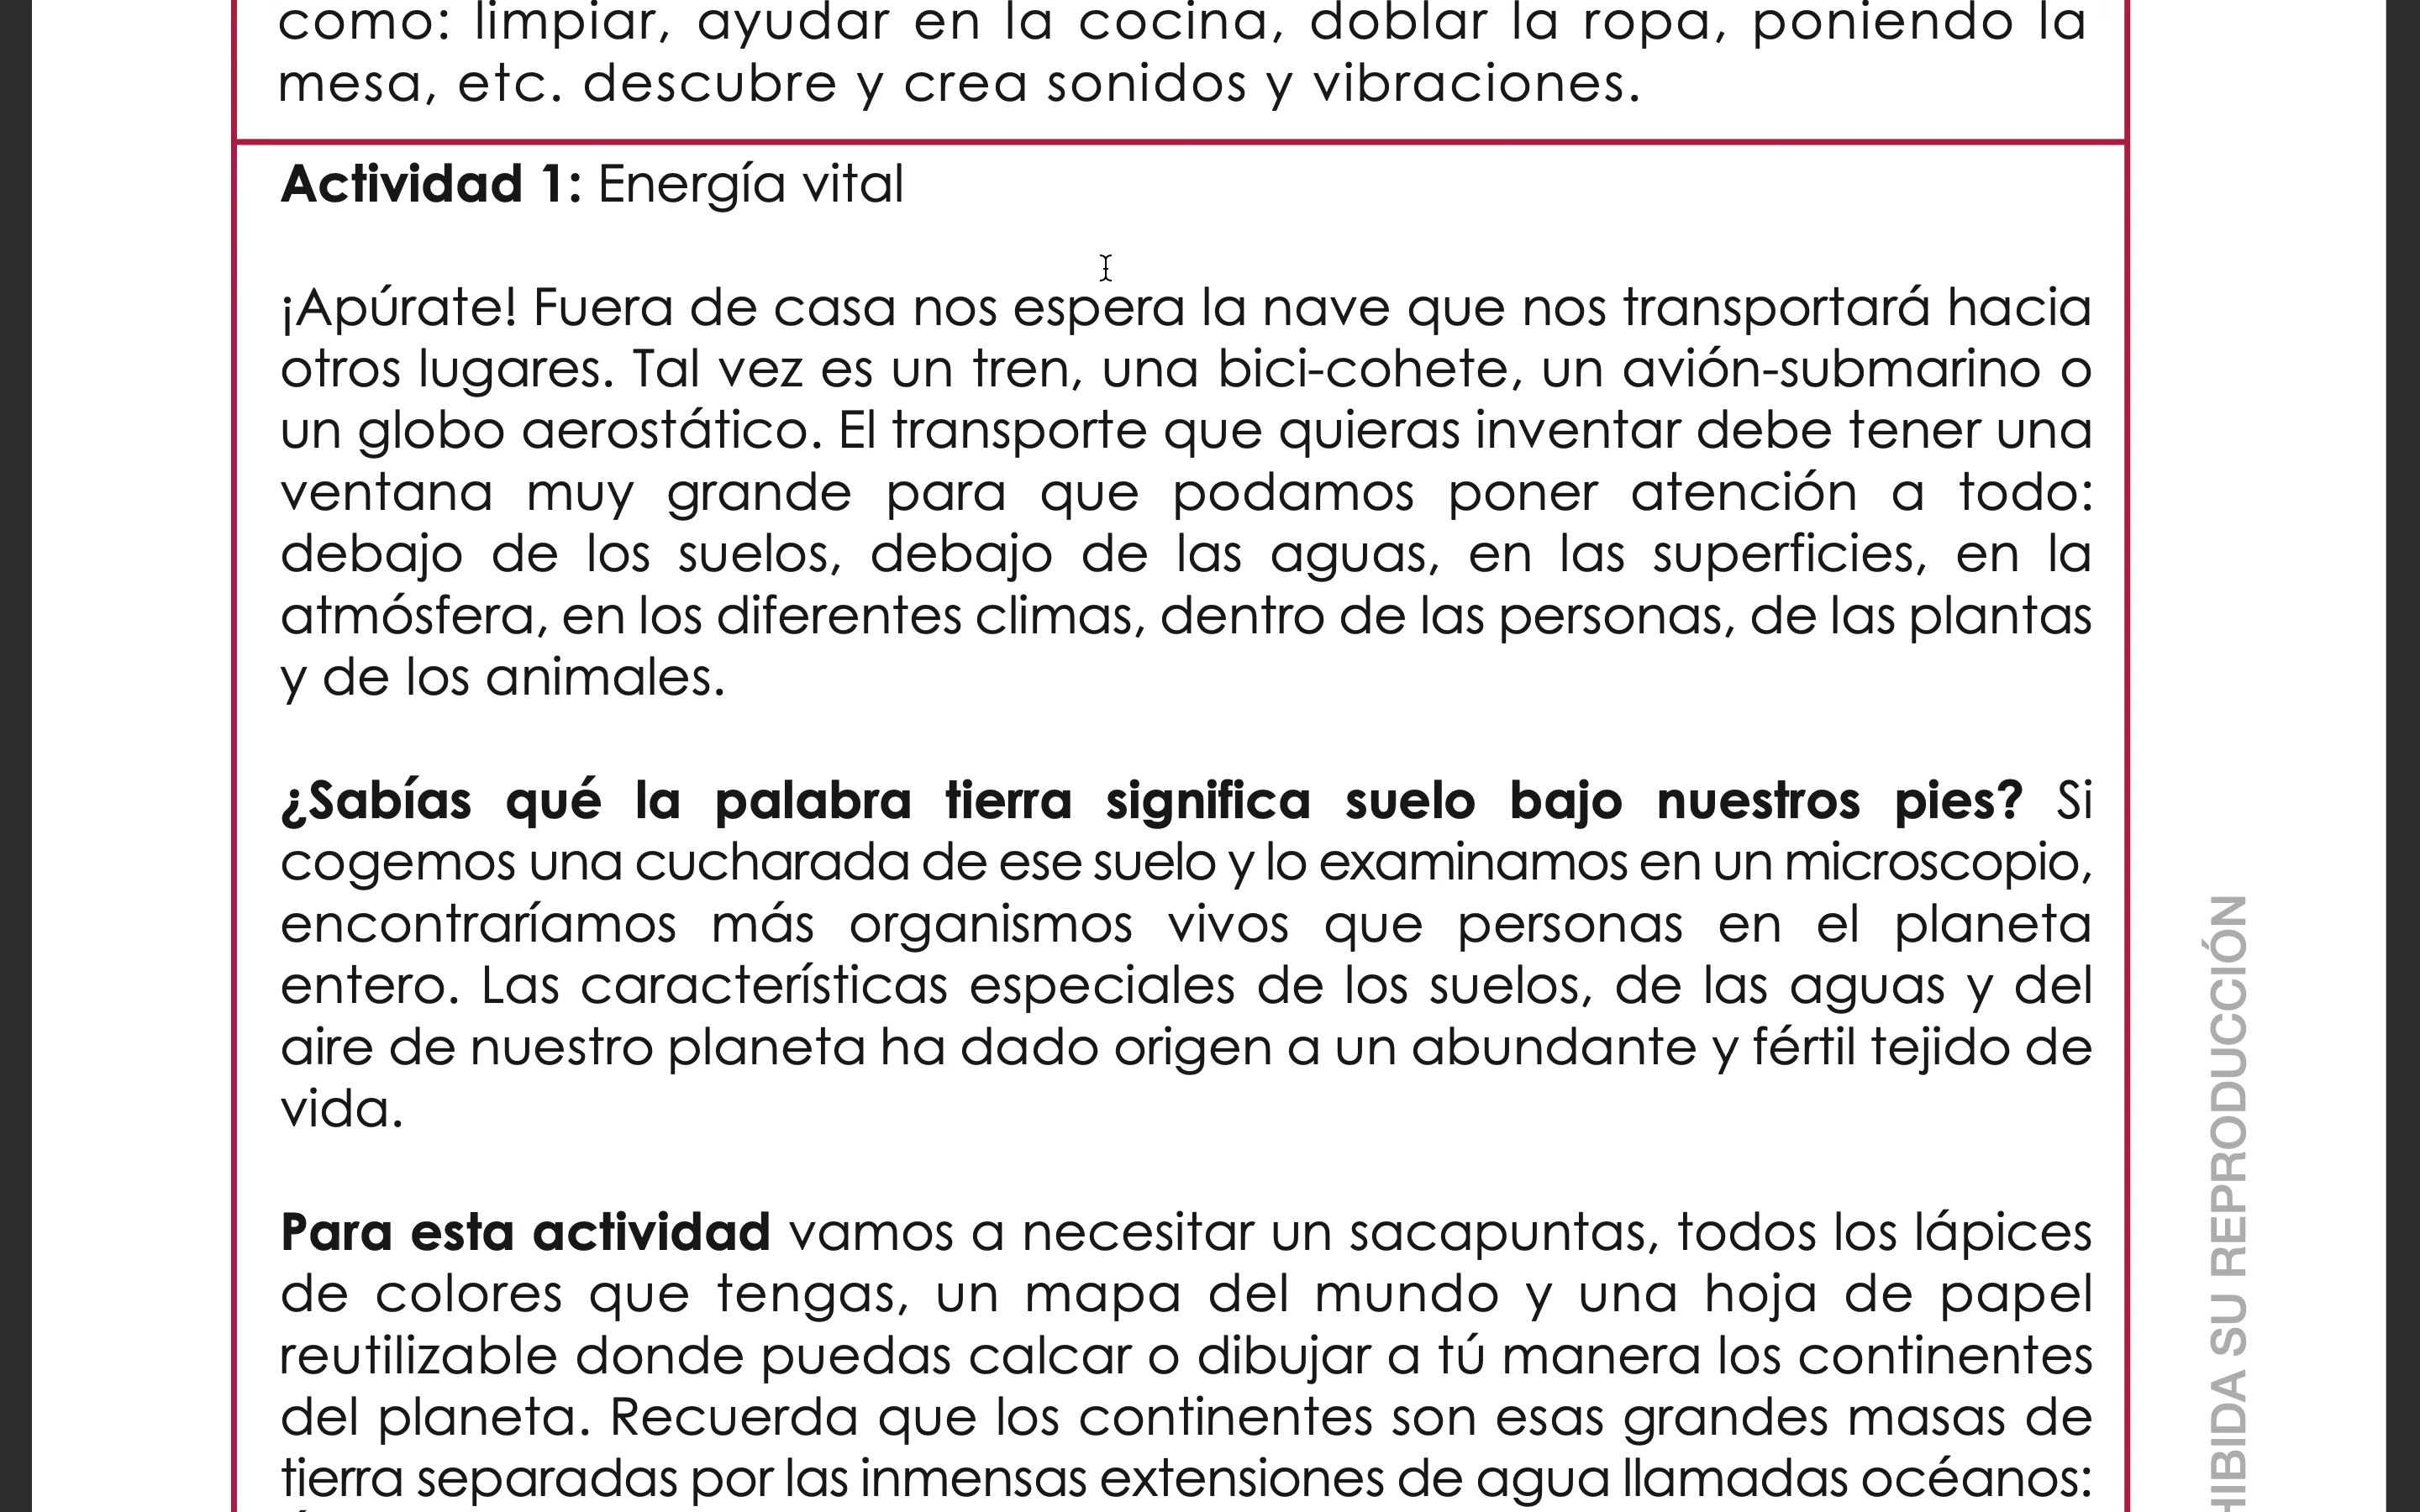 como: limpiar, ayudar en la cocina, doblar la ropa, poniendo la
mesa, etc. descubre y crea sonidos y vibraciones.
Actividad 1: Energía vital
¡Apúrate! Fuera de casa nos espera la nave que nos transportará hacia
otros lugares. Tal vez es un tren, una bici-cohete, un avión-submarino o
un globo aerostático. El transporte que quieras inventar debe tener una
ventana muy grande para que podamos poner atención a todo:
debajo de los suelos, debajo de las aguas, en las superficies, en la
atmósfera, en los diferentes climas, dentro de las personas, de las plantas
y de los animales.
¿Sabías qué la palabra tierra significa suelo bajo nuestros pies? Si
cogemos una cucharada de ese suelo y lo examinamos en un microscopio,
encontraríamos más organismos vivos que personas en el planeta
entero. Las características especiales de los suelos, de las aguas y del
aire de nuestro planeta ha dado origen a un abundante y fértil tejido de
vida.
Para esta actividad vamos a necesitar un sacapuntas, todos los lápices
de colores que tengas, un mapa del mundo y una hoja de papel
reutilizable donde puedas calcar o dibujar a tú manera los continentes
del planeta. Recuerda que los continentes son esas grandes masas de
tierra separadas por las inmensas extensiones de agua llamadas océanos:
HIBIDA SU REPRODUCCIÓN